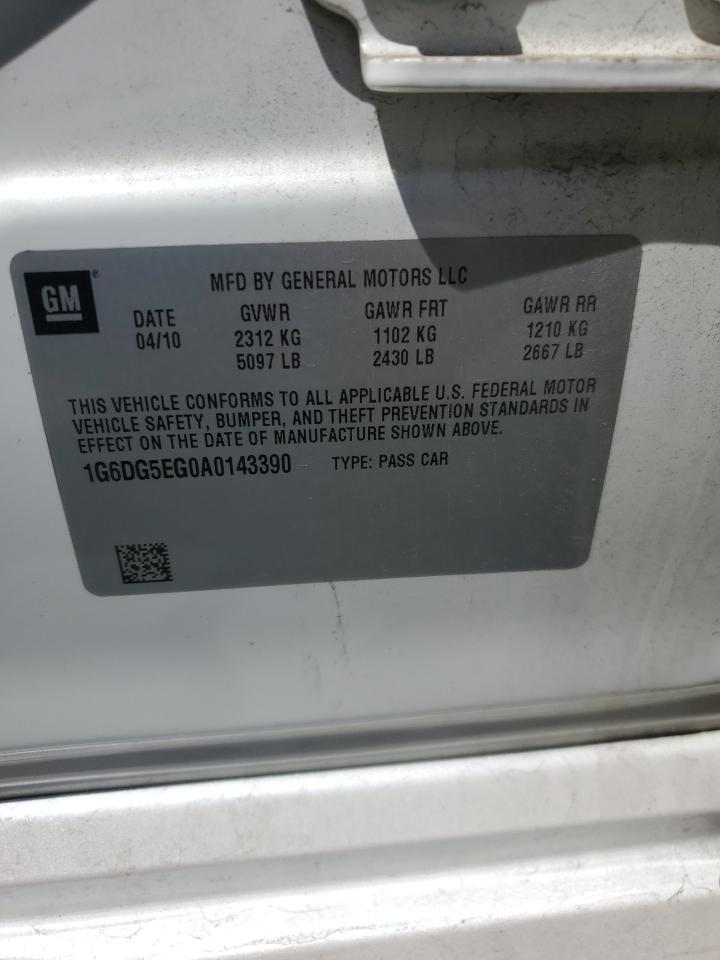 GM®
MFD BY GENERAL MOTORS LLC
DATE GVWR GAWR FRT GAWR RR
04/10 2312 KG 1102 KG 1210 KG
5097 LB 2430 LB 2667 LB
THIS VEHICLE CONFORMS TO ALL APPLICABLE U.S. FEDERAL MOTOR
VEHICLE SAFETY, BUMPER, AND THEFT PREVENTION STANDARDS IN
EFFECT ON THE DATE OF MANUFACTURE SHOWN ABOVE.
1G6DG5EG0A0143390 TYPE: PASS CAR